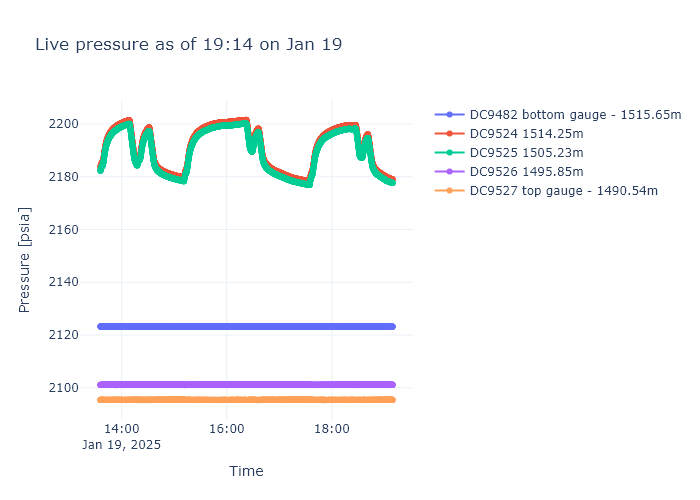 Live pressure as of 19:14 on Jan 19
DC9482 bottom gauge - 1515.65m
DC9524 1514.25m
DC9525 1505.23m
DC9526 1495.85m
DC9527 top gauge - 1490.54m
Pressure [psia]
2200
2180
2160
2140
2120
2100
14:00
Jan 19, 2025
16:00
18:00
Time